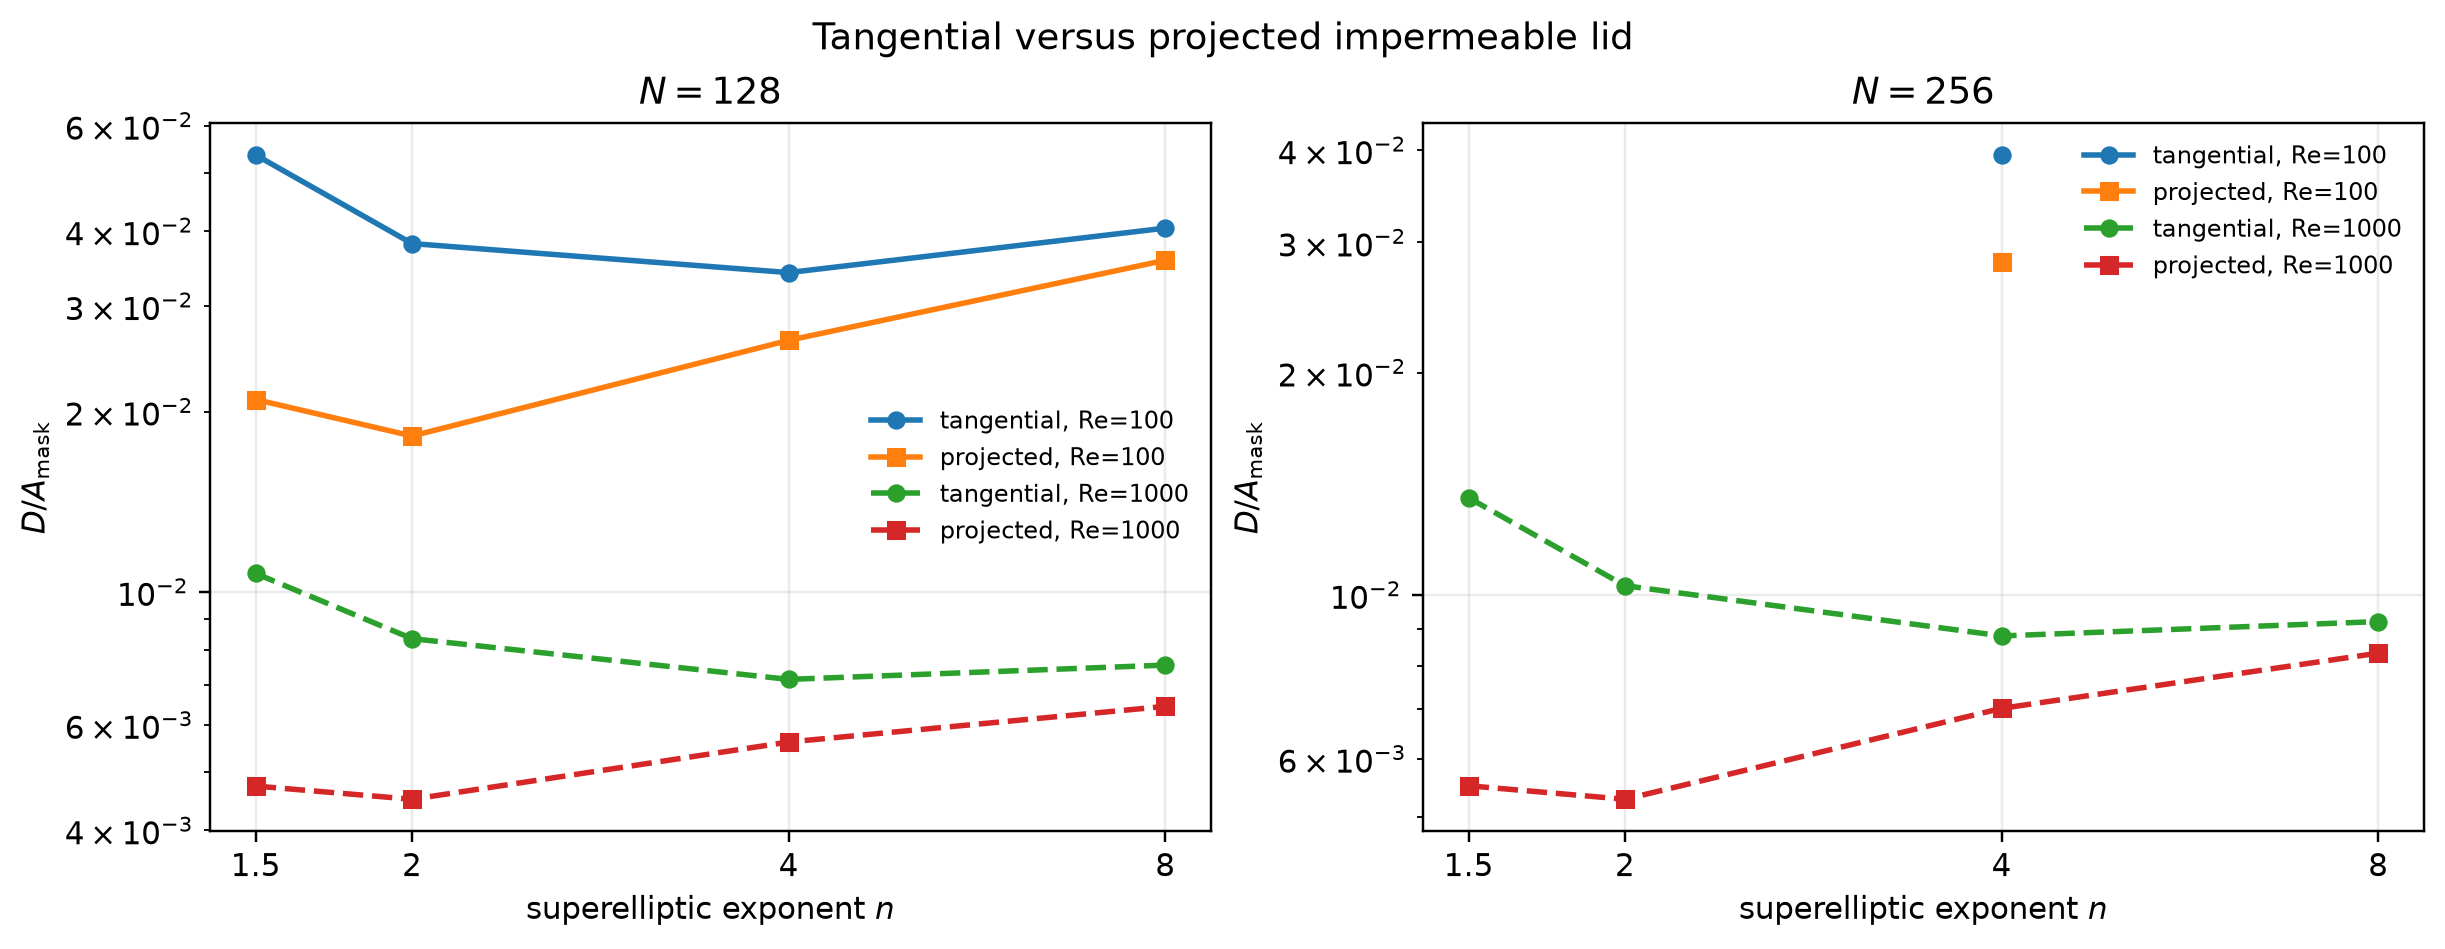 Tangential versus projected impermeable lid
N = 128
6 × 10⁻²
4 × 10⁻²
3 × 10⁻²
2 × 10⁻²
10⁻²
6 × 10⁻³
4 × 10⁻³
D/A_mask
tangential, Re=100
projected, Re=100
tangential, Re=1000
projected, Re=1000
1.5 2 4 8
superelliptic exponent n
N = 256
4 × 10⁻²
3 × 10⁻²
2 × 10⁻²
10⁻²
6 × 10⁻³
D/A_mask
tangential, Re=100
projected, Re=100
tangential, Re=1000
projected, Re=1000
1.5 2 4 8
superelliptic exponent n